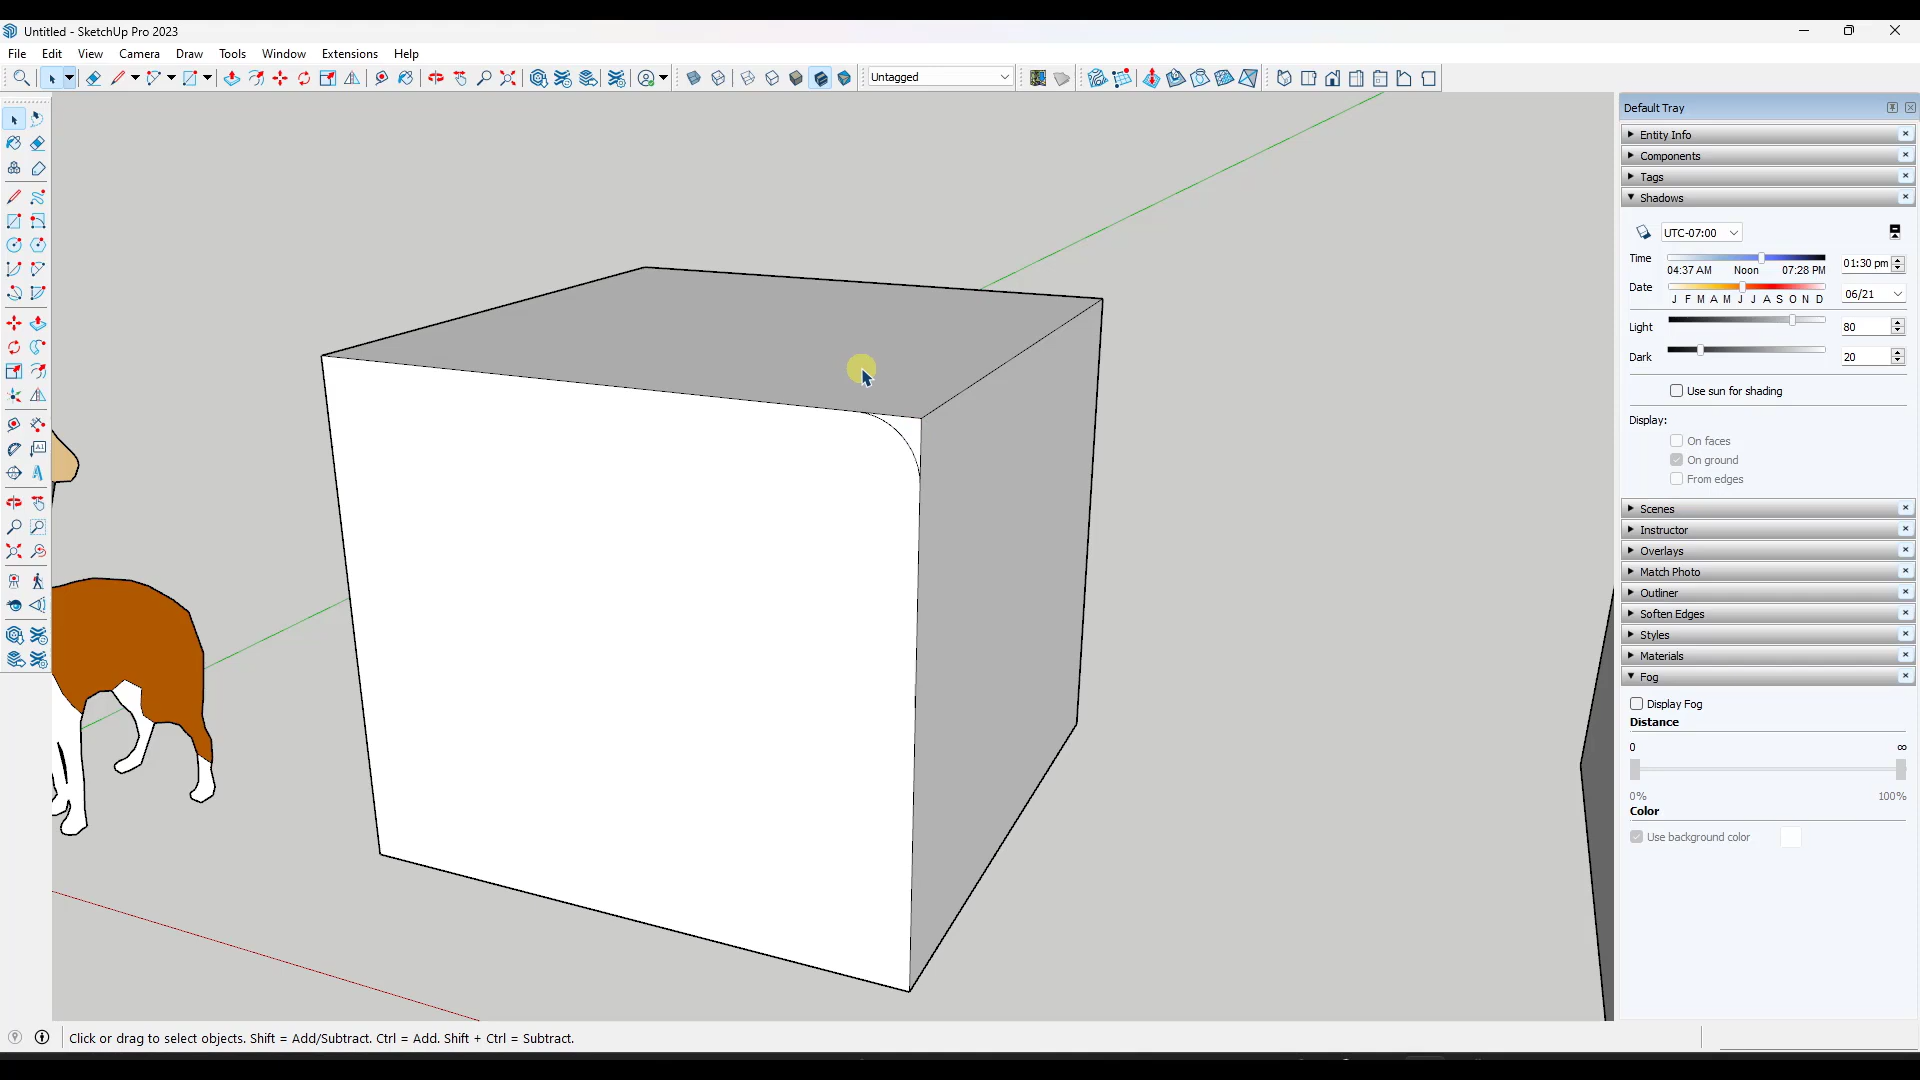 Untitled - SketchUp Pro 2023
File Edit View Camera Draw Tools Window Extensions Help
Untagged
Default Tray
Entity Info
Components
Tags
Shadows
UTC-07:00
Time 04:37 AM Noon 07:28 PM 01:30 pm
Date J F M A M J J A S O N D 06/21
Light 80
Dark 20
Use sun for shading
Display:
On faces
On ground
From edges
Scenes
Instructor
Overlays
Match Photo
Outliner
Soften Edges
Styles
Materials
Fog
Display Fog
Distance
0 ∞
0% 100%
Color
Use background color
Click or drag to select objects. Shift = Add/Subtract. Ctrl = Add. Shift + Ctrl = Subtract.